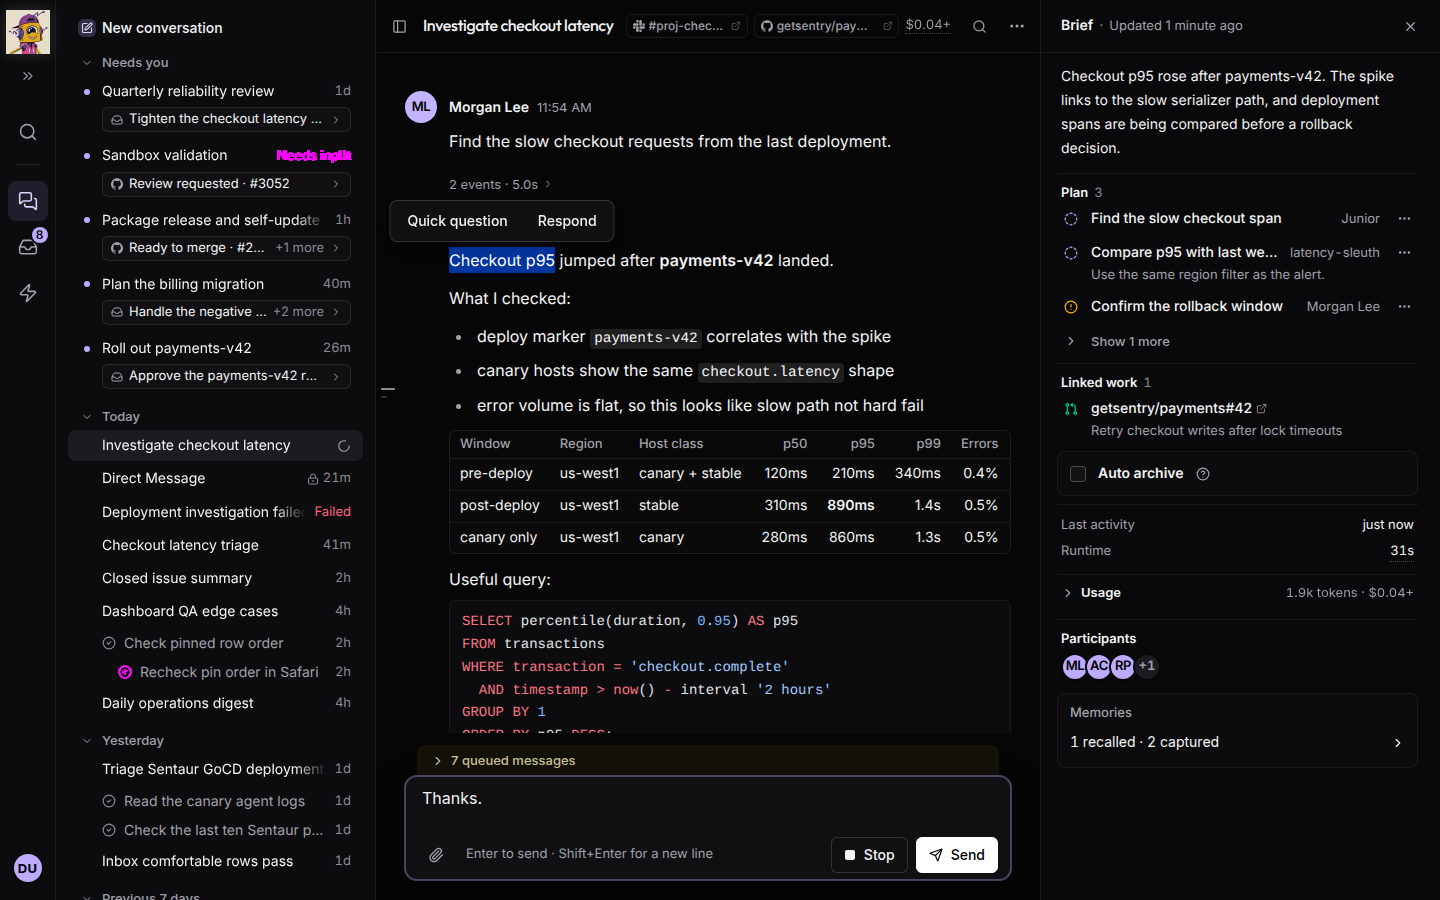 New conversation
Needs you
Quarterly reliability review 1d
Tighten the checkout latency ...
Sandbox validation
Review requested · #3052
Package release and self-update 1h
Ready to merge · #2... +1 more
Plan the billing migration 40m
Handle the negative ... +2 more
Roll out payments-v42 26m
Approve the payments-v42 r...
Today
Investigate checkout latency
Direct Message 21m
Deployment investigation failed Failed
Checkout latency triage 41m
Closed issue summary 2h
Dashboard QA edge cases 4h
Check pinned row order 2h
Recheck pin order in Safari 2h
Daily operations digest 4h
Yesterday
Triage Sentaur GoCD deployment 1d
Read the canary agent logs 1d
Check the last ten Sentaur p... 1d
Inbox comfortable rows pass 1d
Previous 7 days
8
DU
Investigate checkout latency #proj-chec... getsentry/pay... $0.04+
ML Morgan Lee 11:54 AM
Find the slow checkout requests from the last deployment.
2 events · 5.0s
Quick question Respond
Checkout p95 jumped after payments-v42 landed.
What I checked:
• deploy marker payments-v42 correlates with the spike
• canary hosts show the same checkout.latency shape
• error volume is flat, so this looks like slow path not hard fail
Window Region Host class p50 p95 p99 Errors
pre-deploy us-west1 canary + stable 120ms 210ms 340ms 0.4%
post-deploy us-west1 stable 310ms 890ms 1.4s 0.5%
canary only us-west1 canary 280ms 860ms 1.3s 0.5%
Useful query:
SELECT percentile(duration, 0.95) AS p95
FROM transactions
WHERE transaction = 'checkout.complete'
AND timestamp > now() - interval '2 hours'
GROUP BY 1
ORDER BY p95 DESC;
7 queued messages
Thanks.
Enter to send · Shift+Enter for a new line
Stop Send
Brief · Updated 1 minute ago
Checkout p95 rose after payments-v42. The spike
links to the slow serializer path, and deployment
spans are being compared before a rollback
decision.
Plan 3
Find the slow checkout span Junior
Compare p95 with last we... latency-sleuth
Use the same region filter as the alert.
Confirm the rollback window Morgan Lee
Show 1 more
Linked work 1
getsentry/payments#42
Retry checkout writes after lock timeouts
Auto archive
Last activity just now
Runtime 31s
Usage 1.9k tokens · $0.04+
Participants
ML AC RP +1
Memories
1 recalled · 2 captured